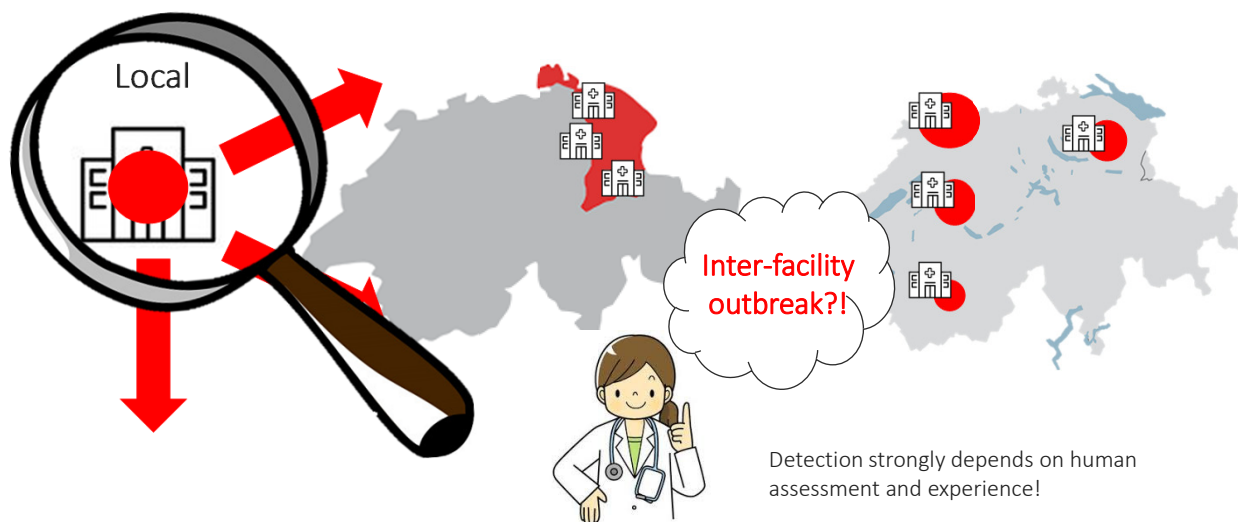 Local
Inter-facility
outbreak?!
Detection strongly depends on human
assessment and experience!